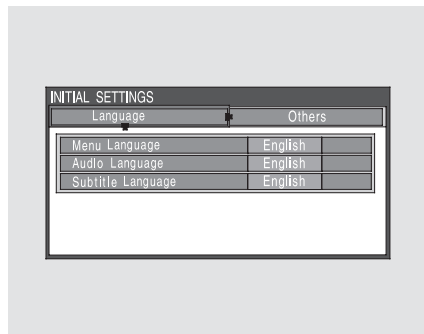 INITIAL SETTINGS
Language Others
Menu Language English
Audio Language English
Subtitle Language English